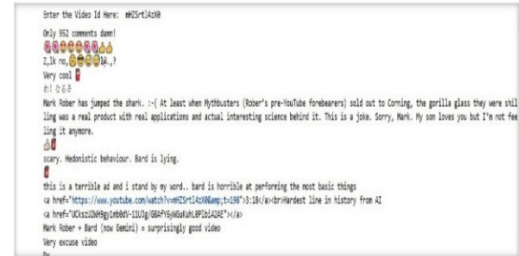 Enter the Video Id Here: mHZSrtl4zX0
Only 952 comments damn!
Z,lk no, ,?
Very cool
Mark Rober has jumped the shark. :-( At least when Mythbusters (Rober's pre-YouTube forebearers) sold out to Corning, the gorilla glass they were shil
ling was a real product with real applications and actual interesting science behind it. This is a joke. Sorry, Mark. My son loves you but I'm not fee
ling it anymore.
scary. Hedonistic behaviour. Bard is lying.
this is a terrible ad and i stand by my word.. bard is horrible at performing the most basic things
<a href="https://www.youtube.com/watch?v=mHZSrtl4zX0&amp;t=198">3:18</a><br>Hardest line in history from AI
Mark Rober + Bard (now Gemini) = surprisingly good video
Very excuse video